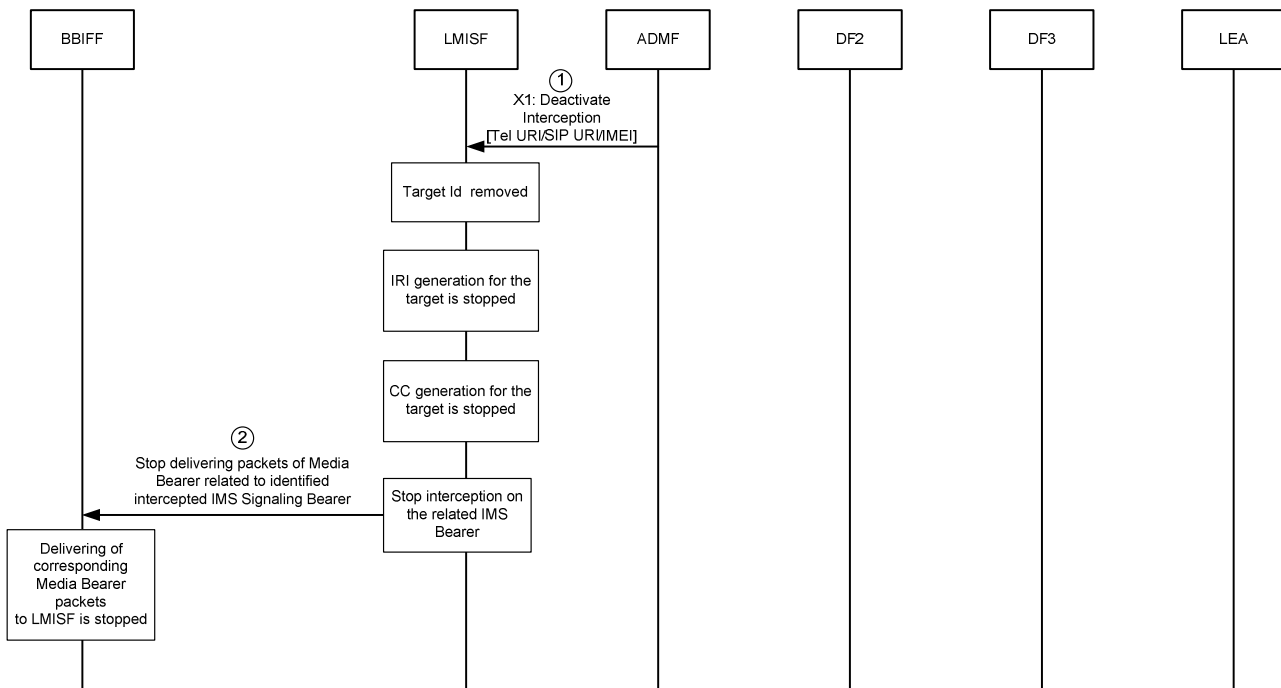 BBIFF
LMISF
ADMF
DF2
DF3
LEA
1
X1: Deactivate
Interception
[Tel URI/SIP URI/IMEI]
Target Id removed
IRI generation for the
target is stopped
CC generation for the
target is stopped
2
Stop delivering packets of Media
Bearer related to identified
intercepted IMS Signaling Bearer
Stop interception on
the related IMS
Bearer
Delivering of
corresponding
Media Bearer
packets
to LMISF is stopped